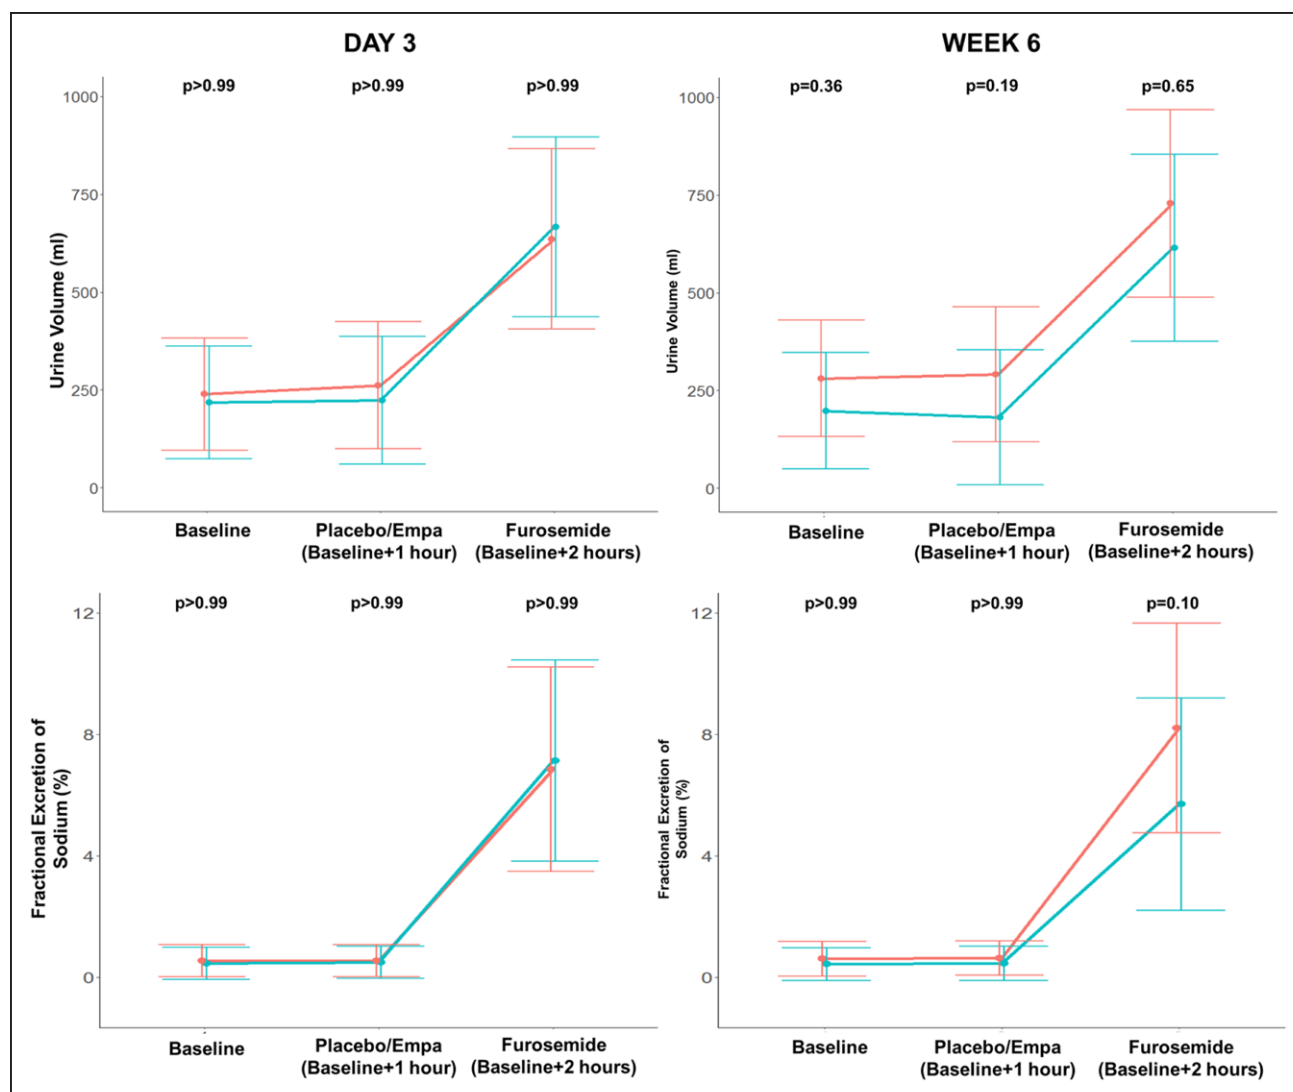 DAY 3
p>0.99
p>0.99
p>0.99
1000
750
500
250
0
Urine Volume (ml)
Baseline
Placebo/Empa
(Baseline+1 hour)
Furosemide
(Baseline+2 hours)
WEEK 6
p=0.36
p=0.19
p=0.65
1000
750
500
250
0
Urine Volume (ml)
Baseline
Placebo/Empa
(Baseline+1 hour)
Furosemide
(Baseline+2 hours)
p>0.99
p>0.99
p>0.99
12
8
4
0
Fractional Excretion of
Sodium (%)
Baseline
Placebo/Empa
(Baseline+1 hour)
Furosemide
(Baseline+2 hours)
p>0.99
p>0.99
p=0.10
12
8
4
0
Fractional Excretion of
Sodium (%)
Baseline
Placebo/Empa
(Baseline+1 hour)
Furosemide
(Baseline+2 hours)